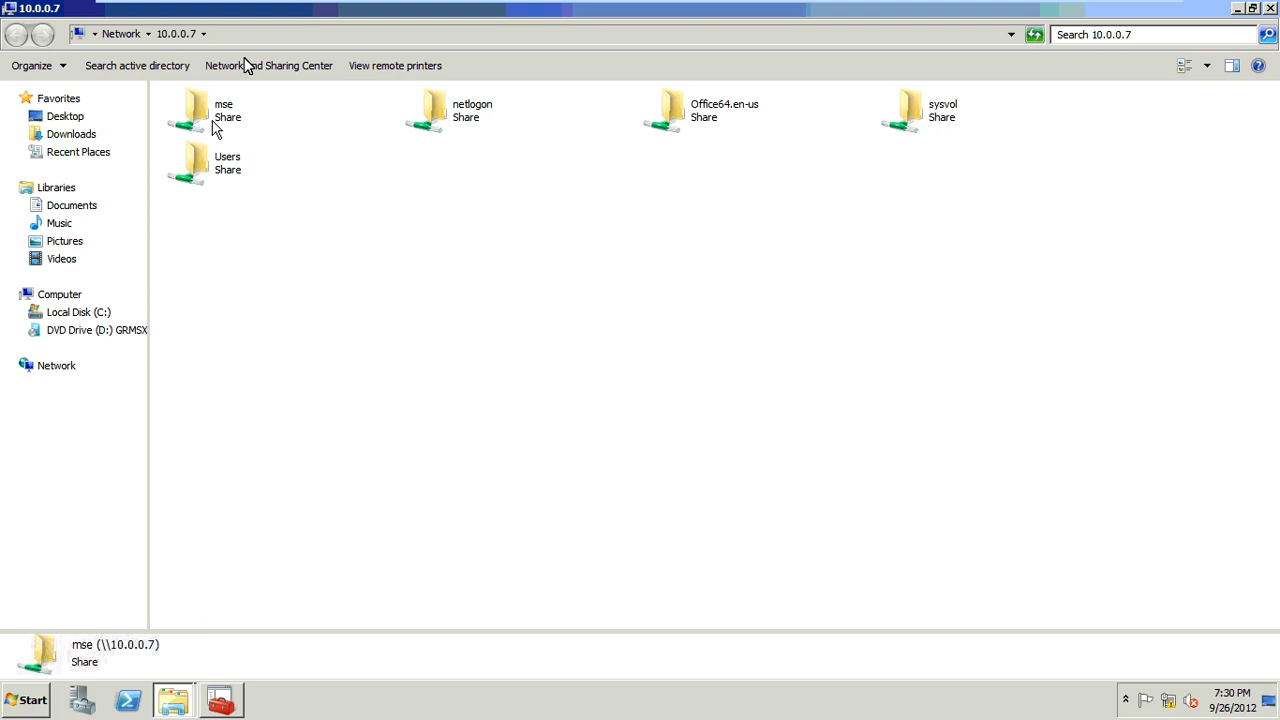 10.0.0.7
Network 10.0.0.7
Search 10.0.0.7
Organize Search active directory Network and Sharing Center View remote printers
Favorites
Desktop
Downloads
Recent Places
Libraries
Documents
Music
Pictures
Videos
Computer
Local Disk (C:)
DVD Drive (D:) GRMSX
Network
mse
Share
netlogon
Share
Office64.en-us
Share
sysvol
Share
Users
Share
mse (\\10.0.0.7)
Share
Start
7:30 PM
9/26/2012